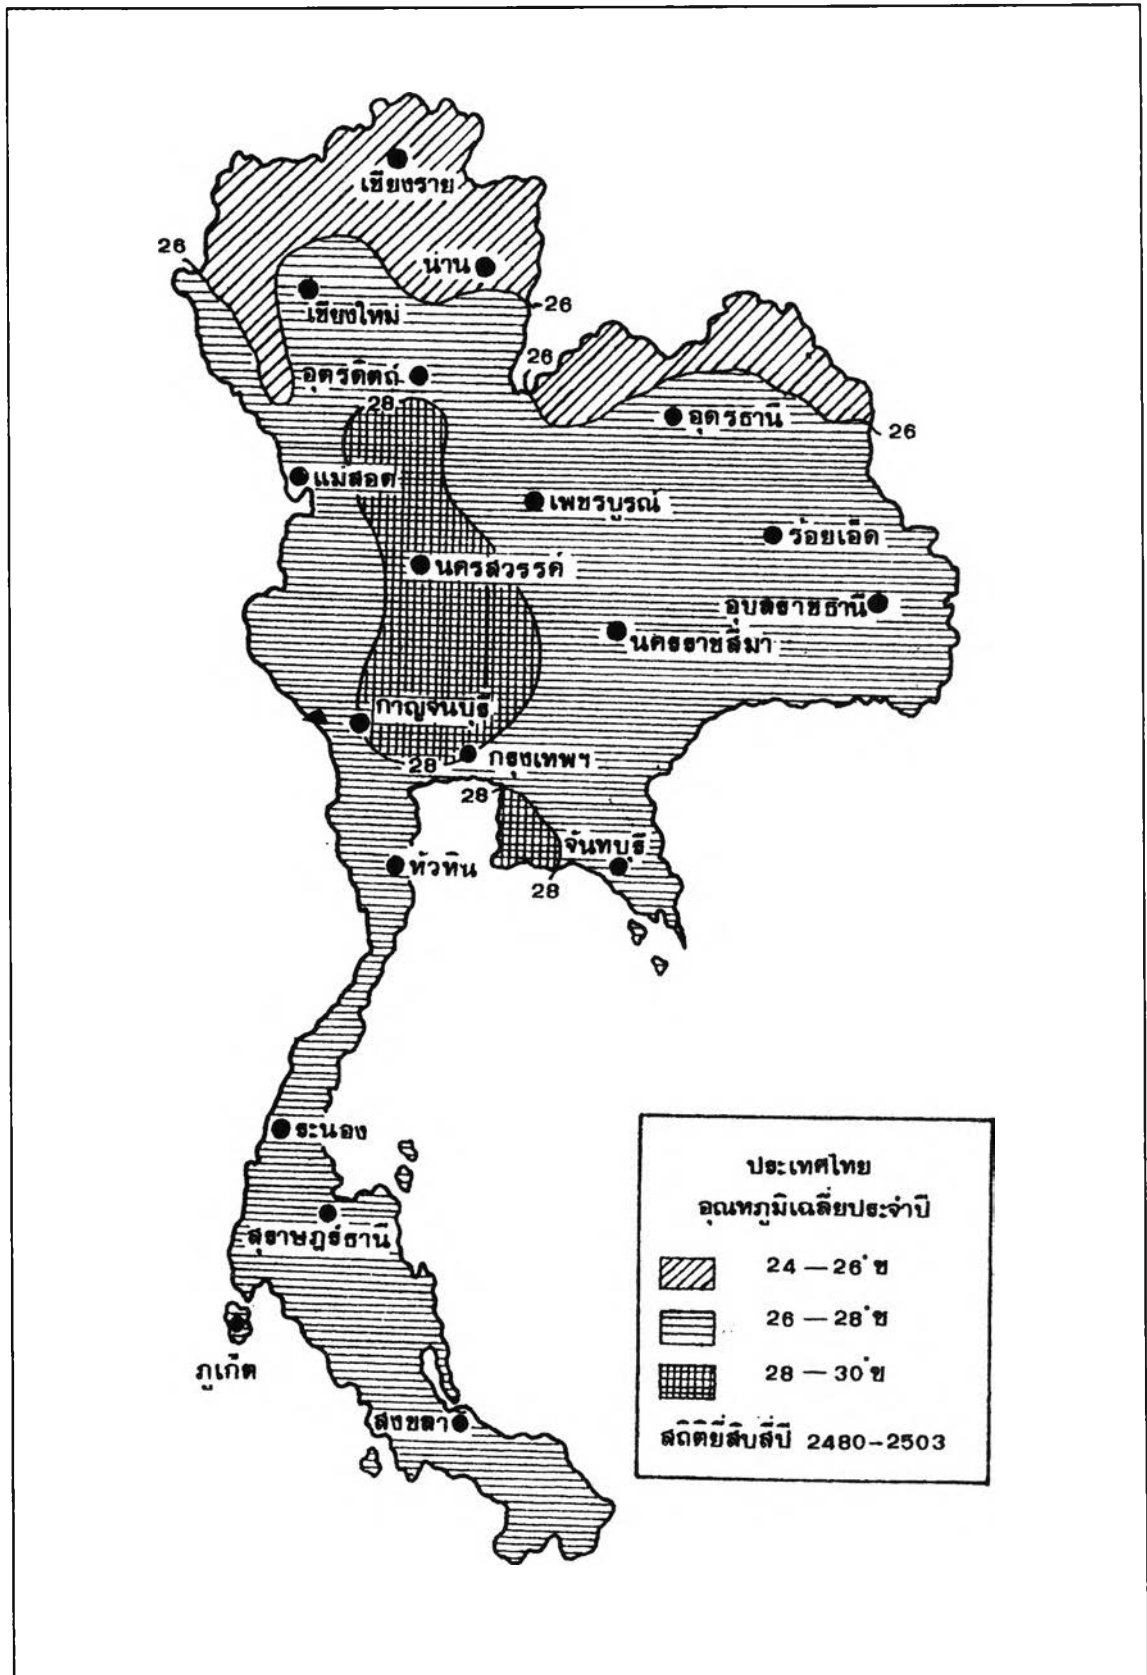 เชียงราย
26
น่าน
เชียงใหม่
26
26
อุตรดิตถ์
28
อุดรธานี
26
แม่สอด
เพชรบูรณ์
ร้อยเอ็ด
นครสวรรค์
อุบลราชธานี
นครราชสีมา
กาญจนบุรี
28
กรุงเทพฯ
28
จันทบุรี
หัวหิน
28
ระนอง
สุราษฎร์ธานี
ภูเก็ต
สงขลา
ประเทศไทย
อุณหภูมิเฉลี่ยประจำปี
24 — 26 ํ ซ
26 — 28 ํ ซ
28 — 30 ํ ซ
สถิติยี่สิบสี่ปี 2480-2503